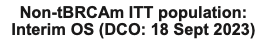 Non-tBRCAm ITT population:
Interim OS (DCO: 18 Sept 2023)